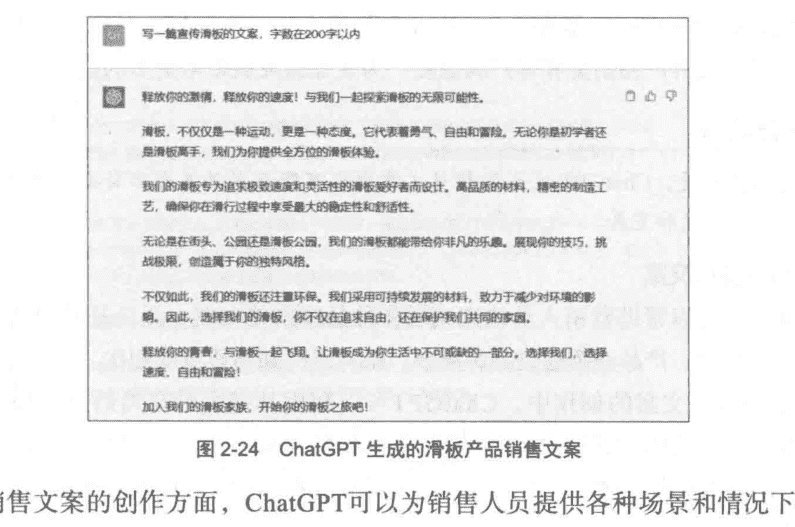 写一篇宣传滑板的文案，字数在200字以内
释放你的激情，释放你的速度！与我们一起探索滑板的无限可能性。
滑板，不仅仅是一种运动，更是一种态度。它代表着勇气、自由和冒险。无论你是初学者还
是滑板高手，我们为你提供全方位的滑板体验。
我们的滑板专为追求极致速度和灵活性的滑板爱好者而设计。高品质的材料，精密的制造工
艺，确保你在滑行过程中享受最大的稳定性和舒适性。
无论是在街头、公园还是滑板公园，我们的滑板都能带给你非凡的乐趣。展现你的技巧，挑
战极限，创造属于你的独特风格。
不仅如此，我们的滑板还注重环保。我们采用可持续发展的材料，致力于减少对环境的影
响。因此，选择我们的滑板，你不仅在追求自由，还在保护我们共同的家园。
释放你的青春，与滑板一起飞翔。让滑板成为你生活中不可或缺的一部分。选择我们，选择
速度，自由和冒险！
加入我们的滑板家族，开始你的滑板之旅吧！
图 2-24 ChatGPT 生成的滑板产品销售文案
销售文案的创作方面，ChatGPT可以为销售人员提供各种场景和情况下